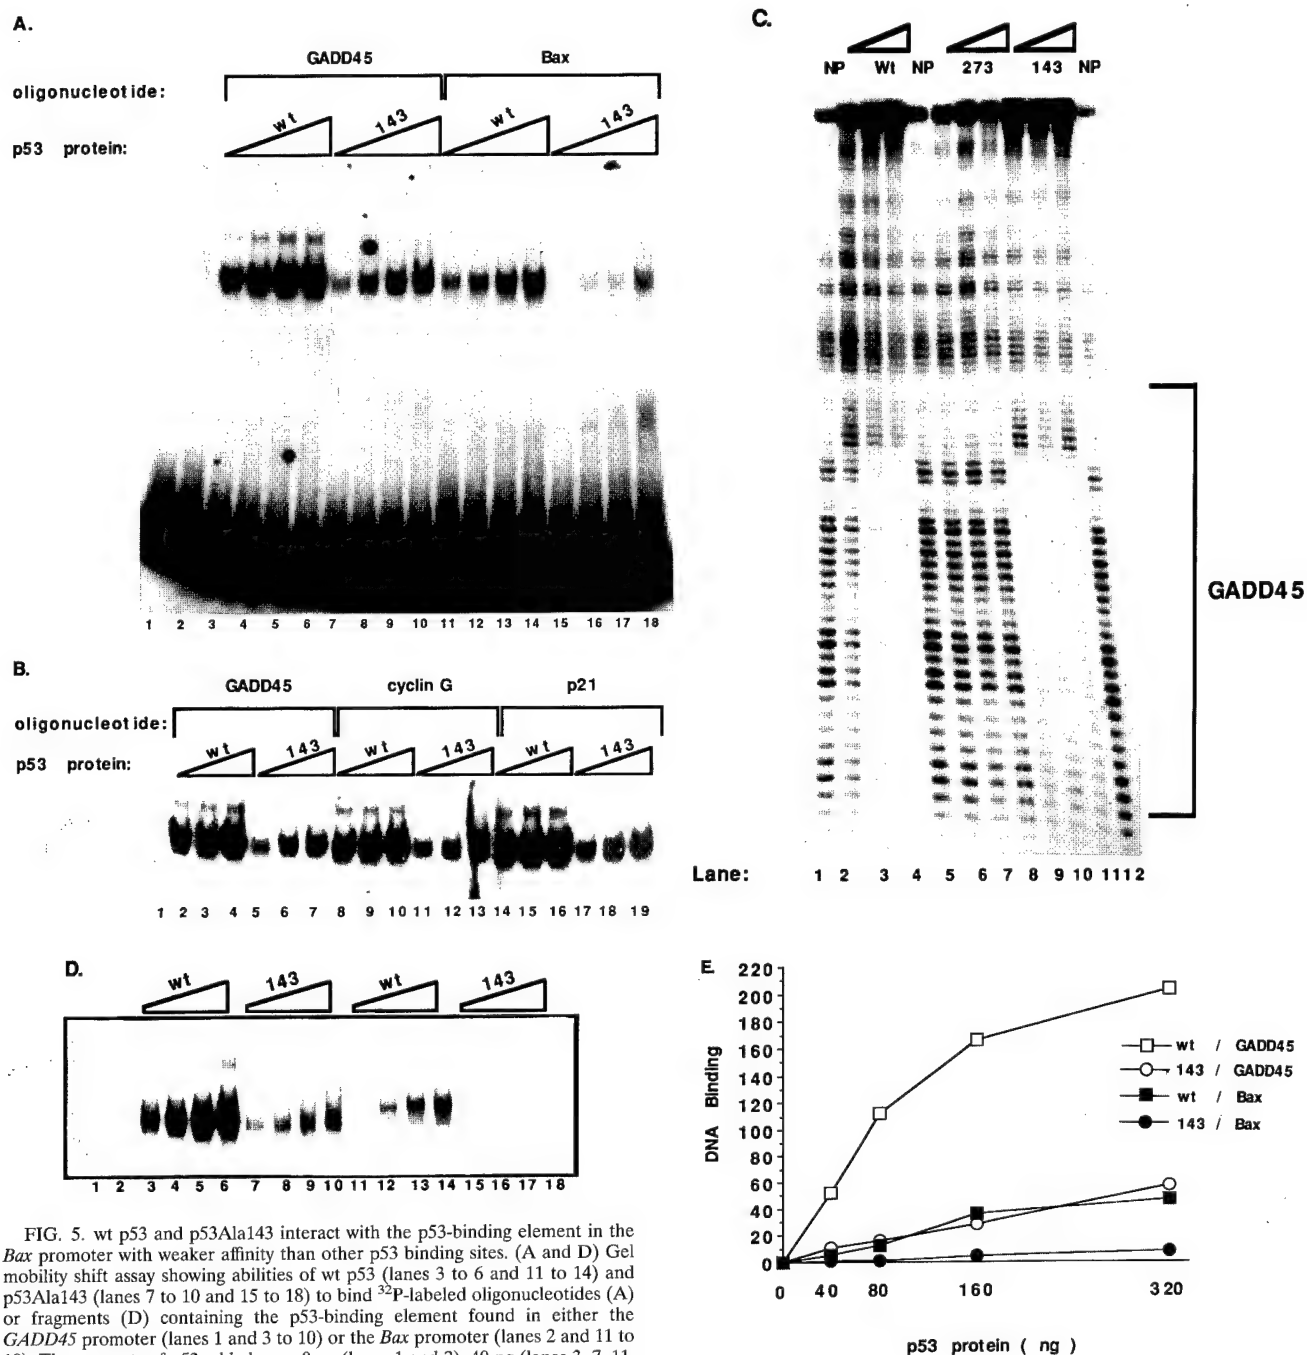 A.
GADD45 Bax
oligonucleotide:
wt 143 wt 143
p53 protein:
1 2 3 4 5 6 7 8 9 10 11 12 13 14 15 16 17 18
B.
GADD45 cyclin G p21
oligonucleotide:
wt 143 wt 143 wt 143
p53 protein:
1 2 3 4 5 6 7 8 9 10 11 12 13 14 15 16 17 18 19
C.
NP Wt NP 273 143 NP
GADD45
Lane: 1 2 3 4 5 6 7 8 9 10 11 12
D.
wt 143 wt 143
1 2 3 4 5 6 7 8 9 10 11 12 13 14 15 16 17 18
E
220
200
180
160
140
120
100
80
60
40
20
0
DNA Binding
wt / GADD45
143 / GADD45
wt / Bax
143 / Bax
0 40 80 160 320
p53 protein ( ng )
FIG. 5. wt p53 and p53Ala143 interact with the p53-binding element in the
Bax promoter with weaker affinity than other p53 binding sites. (A and D) Gel
mobility shift assay showing abilities of wt p53 (lanes 3 to 6 and 11 to 14) and
p53Ala143 (lanes 7 to 10 and 15 to 18) to bind ³²P-labeled oligonucleotides (A)
or fragments (D) containing the p53-binding element found in either the
GADD45 promoter (lanes 1 and 3 to 10) or the Bax promoter (lanes 2 and 11 to